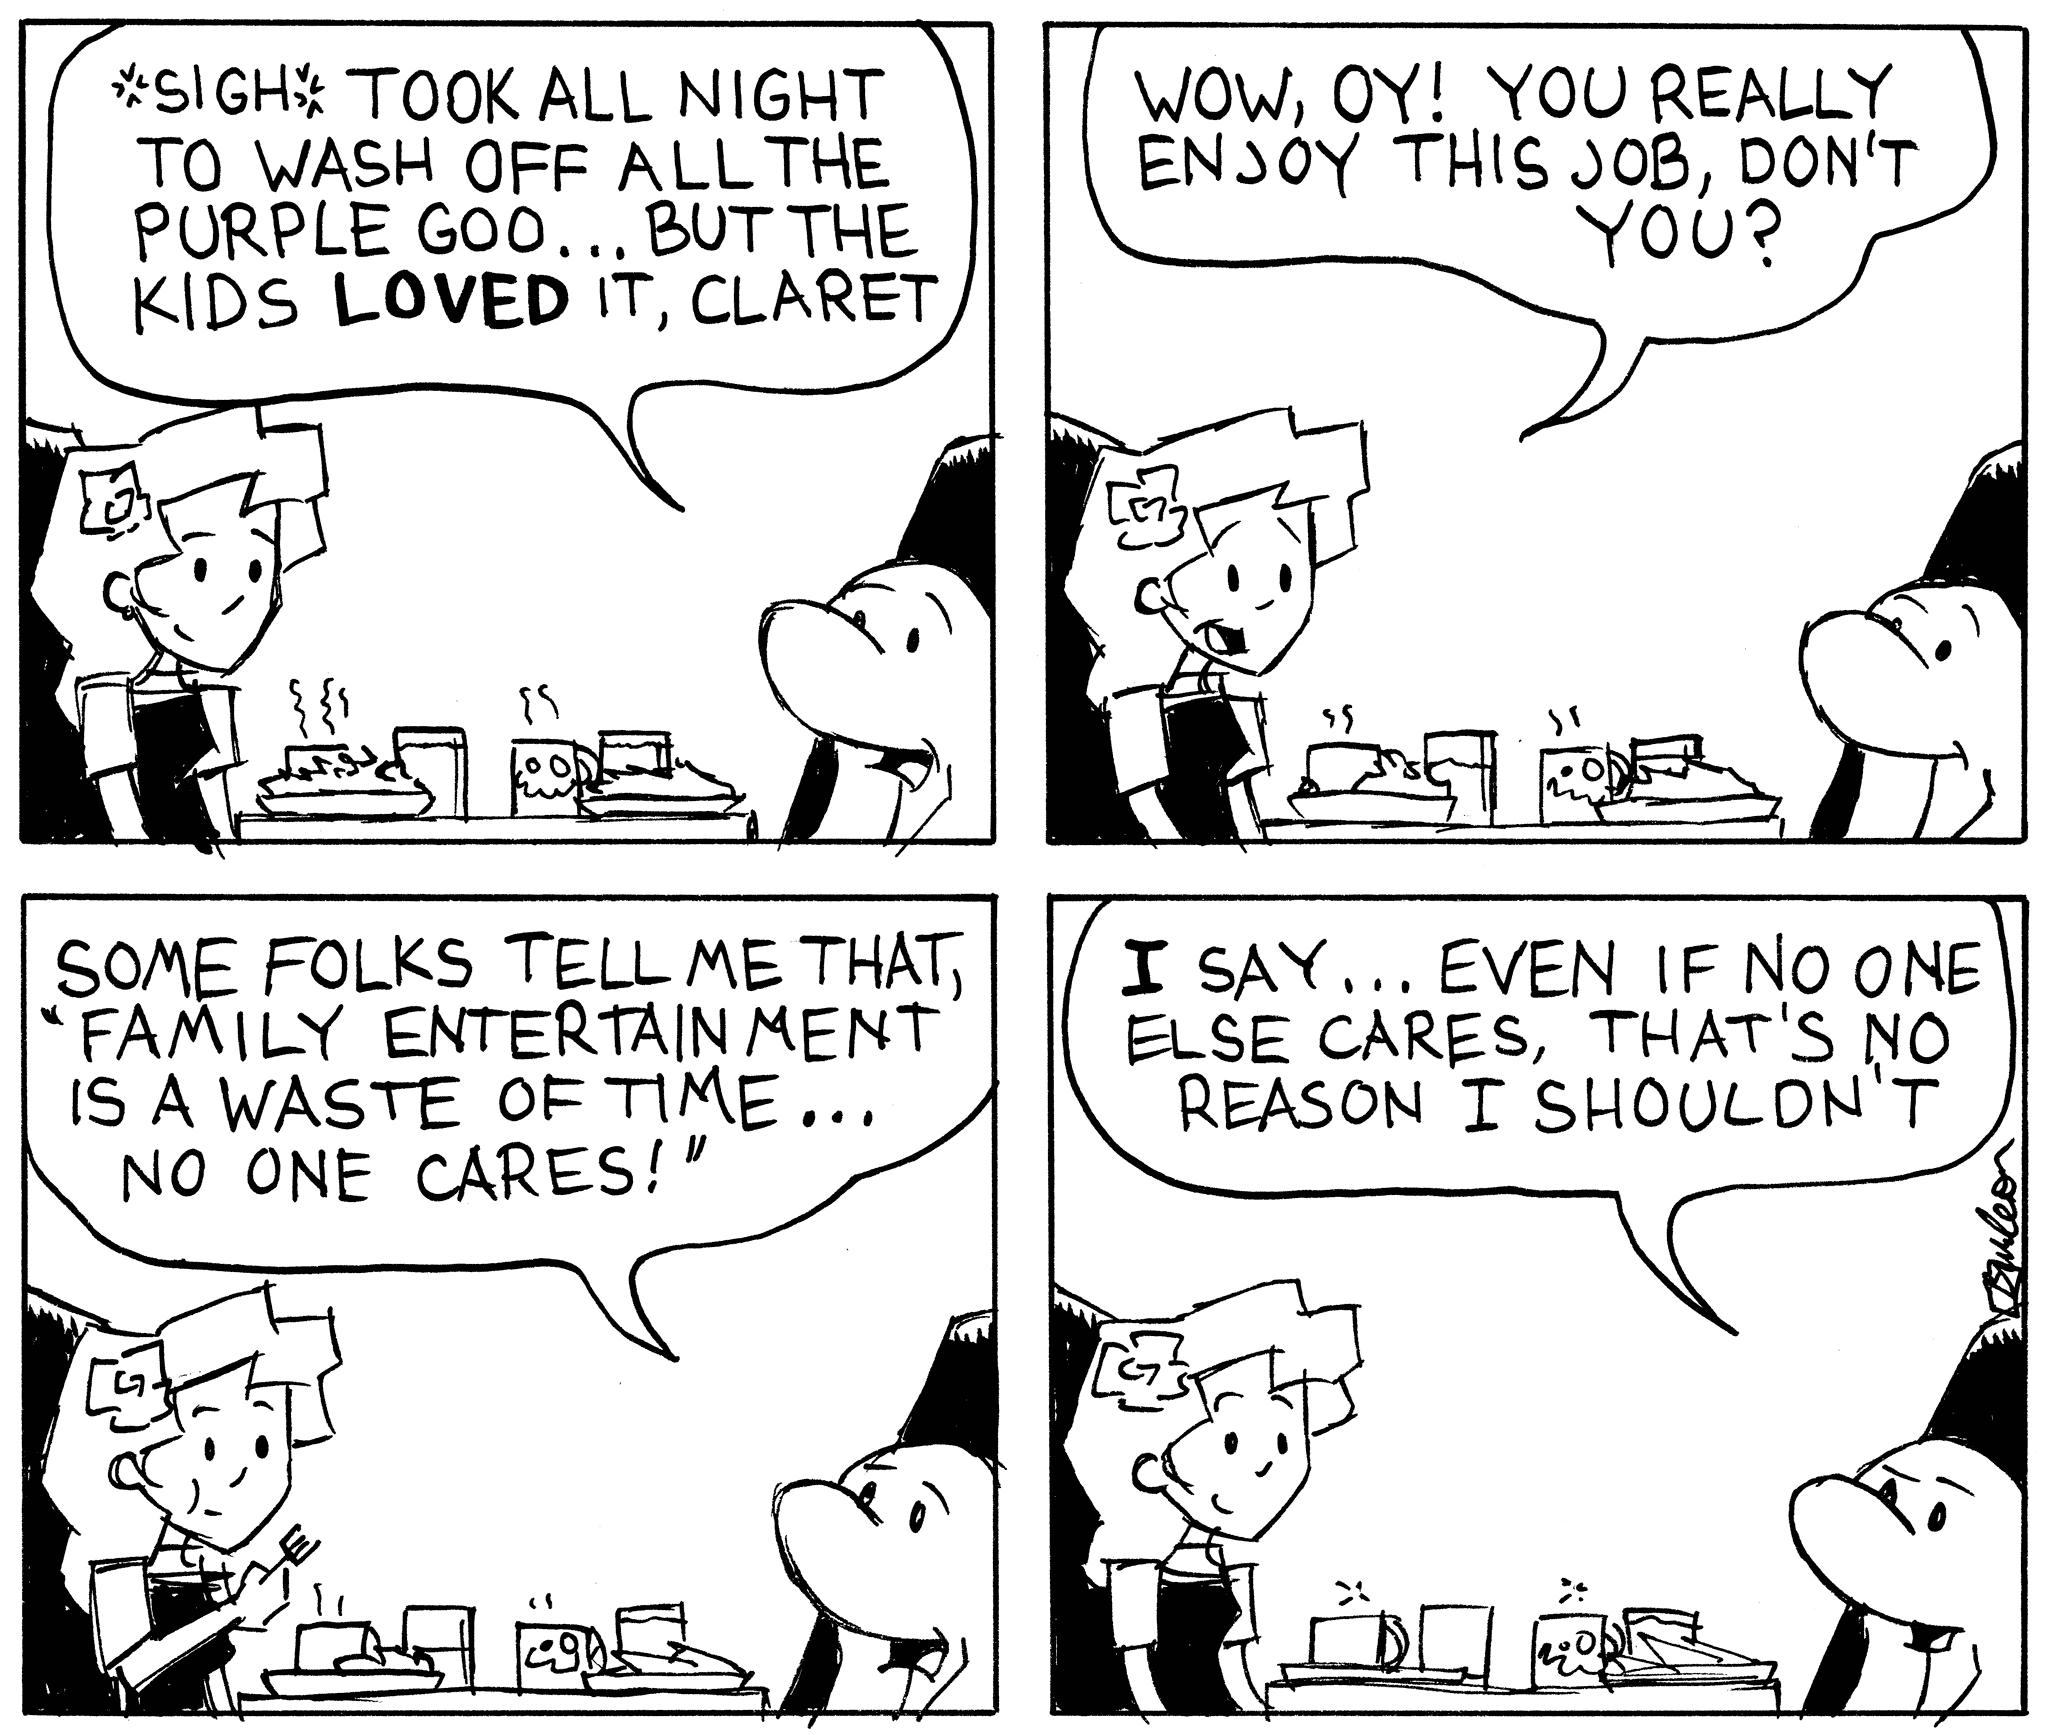 *SIGH* TOOK ALL NIGHT
TO WASH OFF ALL THE
PURPLE GOO... BUT THE
KIDS LOVED IT, CLARET
WOW, OY! YOU REALLY
ENJOY THIS JOB, DON'T
YOU?
SOME FOLKS TELL ME THAT,
"FAMILY ENTERTAINMENT
IS A WASTE OF TIME...
NO ONE CARES!"
I SAY... EVEN IF NO ONE
ELSE CARES, THAT'S NO
REASON I SHOULDN'T